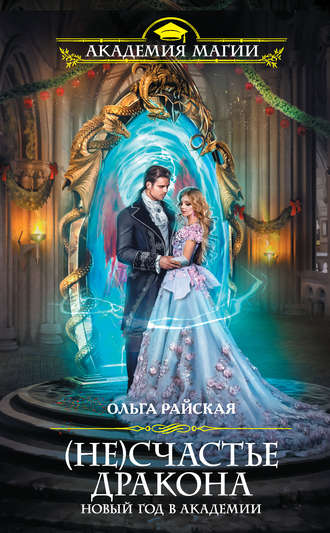 АКАДЕМИЯ МАГИИ
ОЛЬГА РАЙСКАЯ
(НЕ)СЧАСТЬЕ
ДРАКОНА
НОВЫЙ ГОД В АКАДЕМИИ